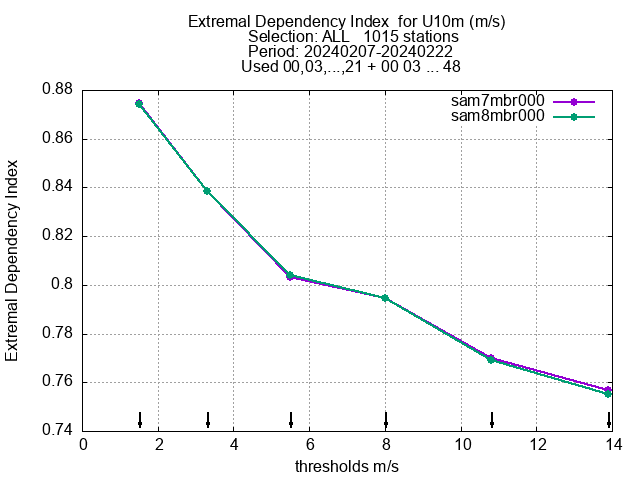 Extremal Dependency Index  for U10m (m/s)
Selection: ALL   1015 stations
Period: 20240207-20240222
Used 00,03,...,21 + 00 03 ... 48
sam7mbr000
sam8mbr000
Extremal Dependency Index
0.88
0.86
0.84
0.82
0.8
0.78
0.76
0.74
0 2 4 6 8 10 12 14
thresholds m/s